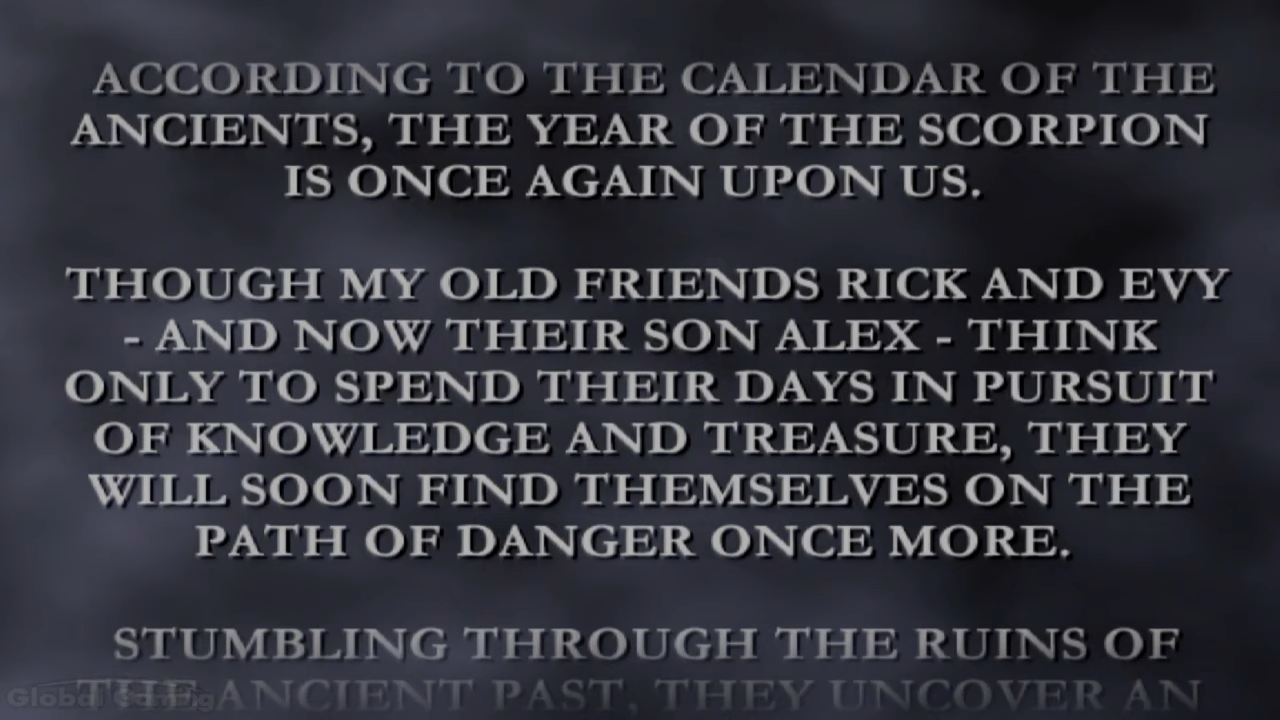 ACCORDING TO THE CALENDAR OF THE
ANCIENTS, THE YEAR OF THE SCORPION
IS ONCE AGAIN UPON US.
THOUGH MY OLD FRIENDS RICK AND EVY
- AND NOW THEIR SON ALEX - THINK
ONLY TO SPEND THEIR DAYS IN PURSUIT
OF KNOWLEDGE AND TREASURE, THEY
WILL SOON FIND THEMSELVES ON THE
PATH OF DANGER ONCE MORE.
STUMBLING THROUGH THE RUINS OF
THE ANCIENT PAST, THEY UNCOVER AN
Global Gaming